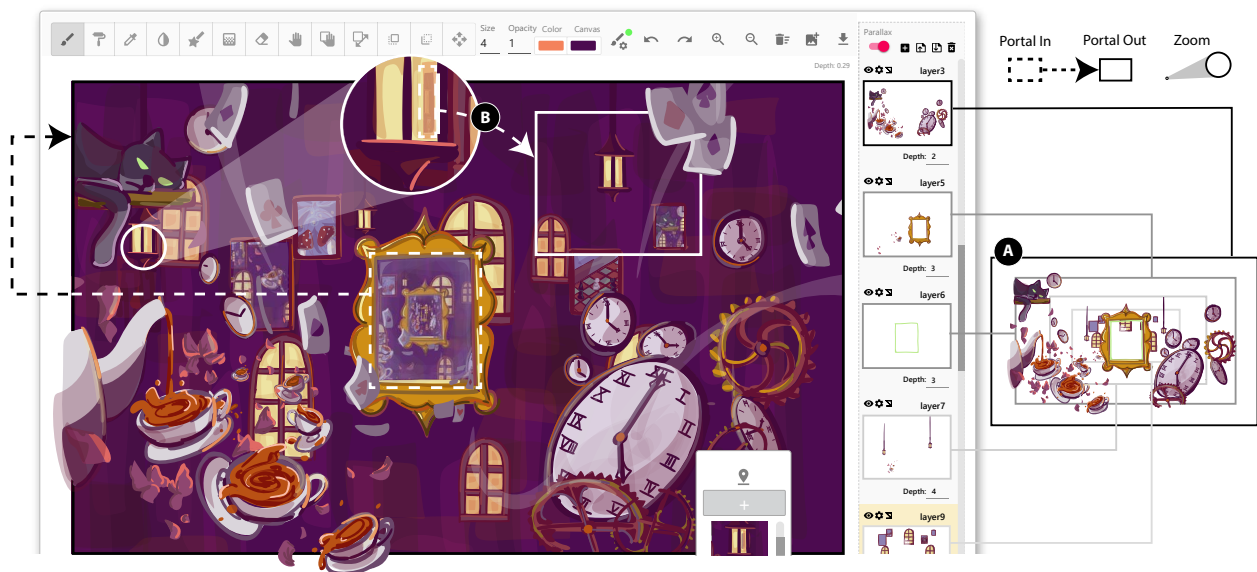 Size
4
Opacity
1
Color
Canvas
Depth: 0.29
Parallax
layer3
Depth: 2
layer5
Depth: 3
layer6
Depth: 3
layer7
Depth: 4
layer9
Portal In
Portal Out
Zoom
A
B